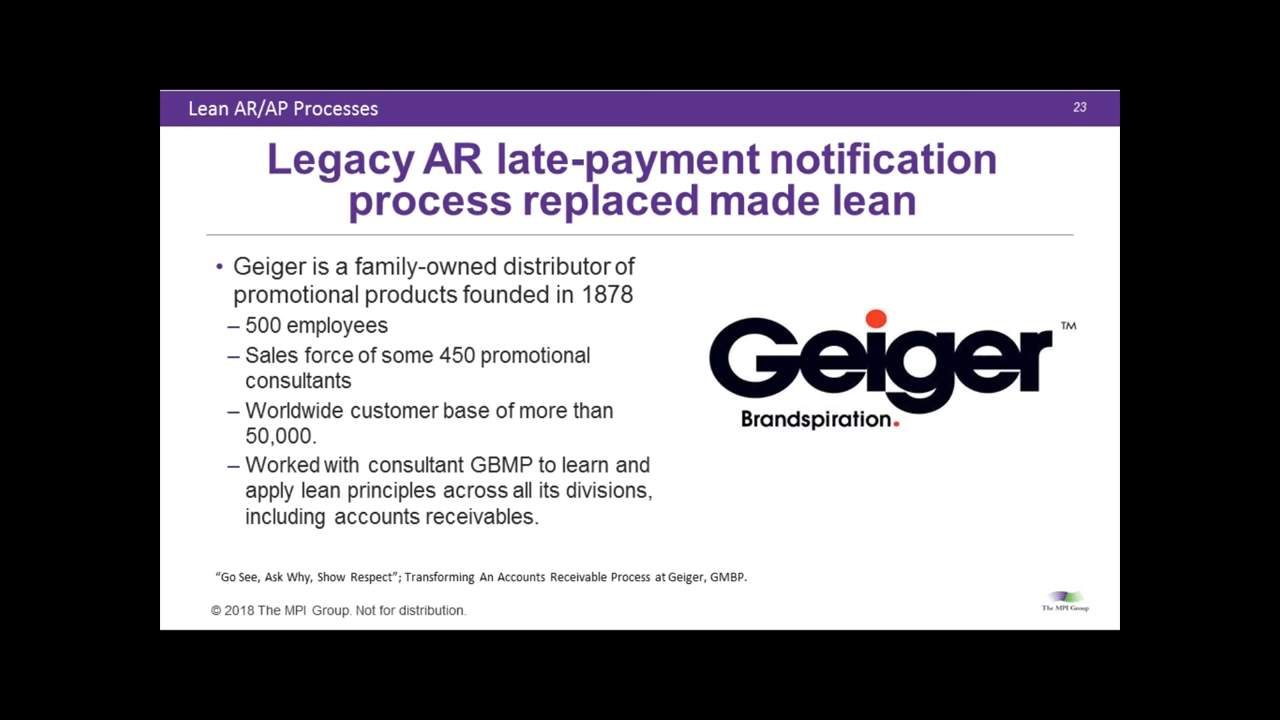 Lean AR/AP Processes
23
Legacy AR late-payment notification
process replaced made lean
• Geiger is a family-owned distributor of
promotional products founded in 1878
– 500 employees
– Sales force of some 450 promotional
consultants
– Worldwide customer base of more than
50,000.
– Worked with consultant GBMP to learn and
apply lean principles across all its divisions,
including accounts receivables.
Geiger ™
Brandspiration.
“Go See, Ask Why, Show Respect”; Transforming An Accounts Receivable Process at Geiger, GMBP.
© 2018 The MPI Group. Not for distribution.
The MPI Group